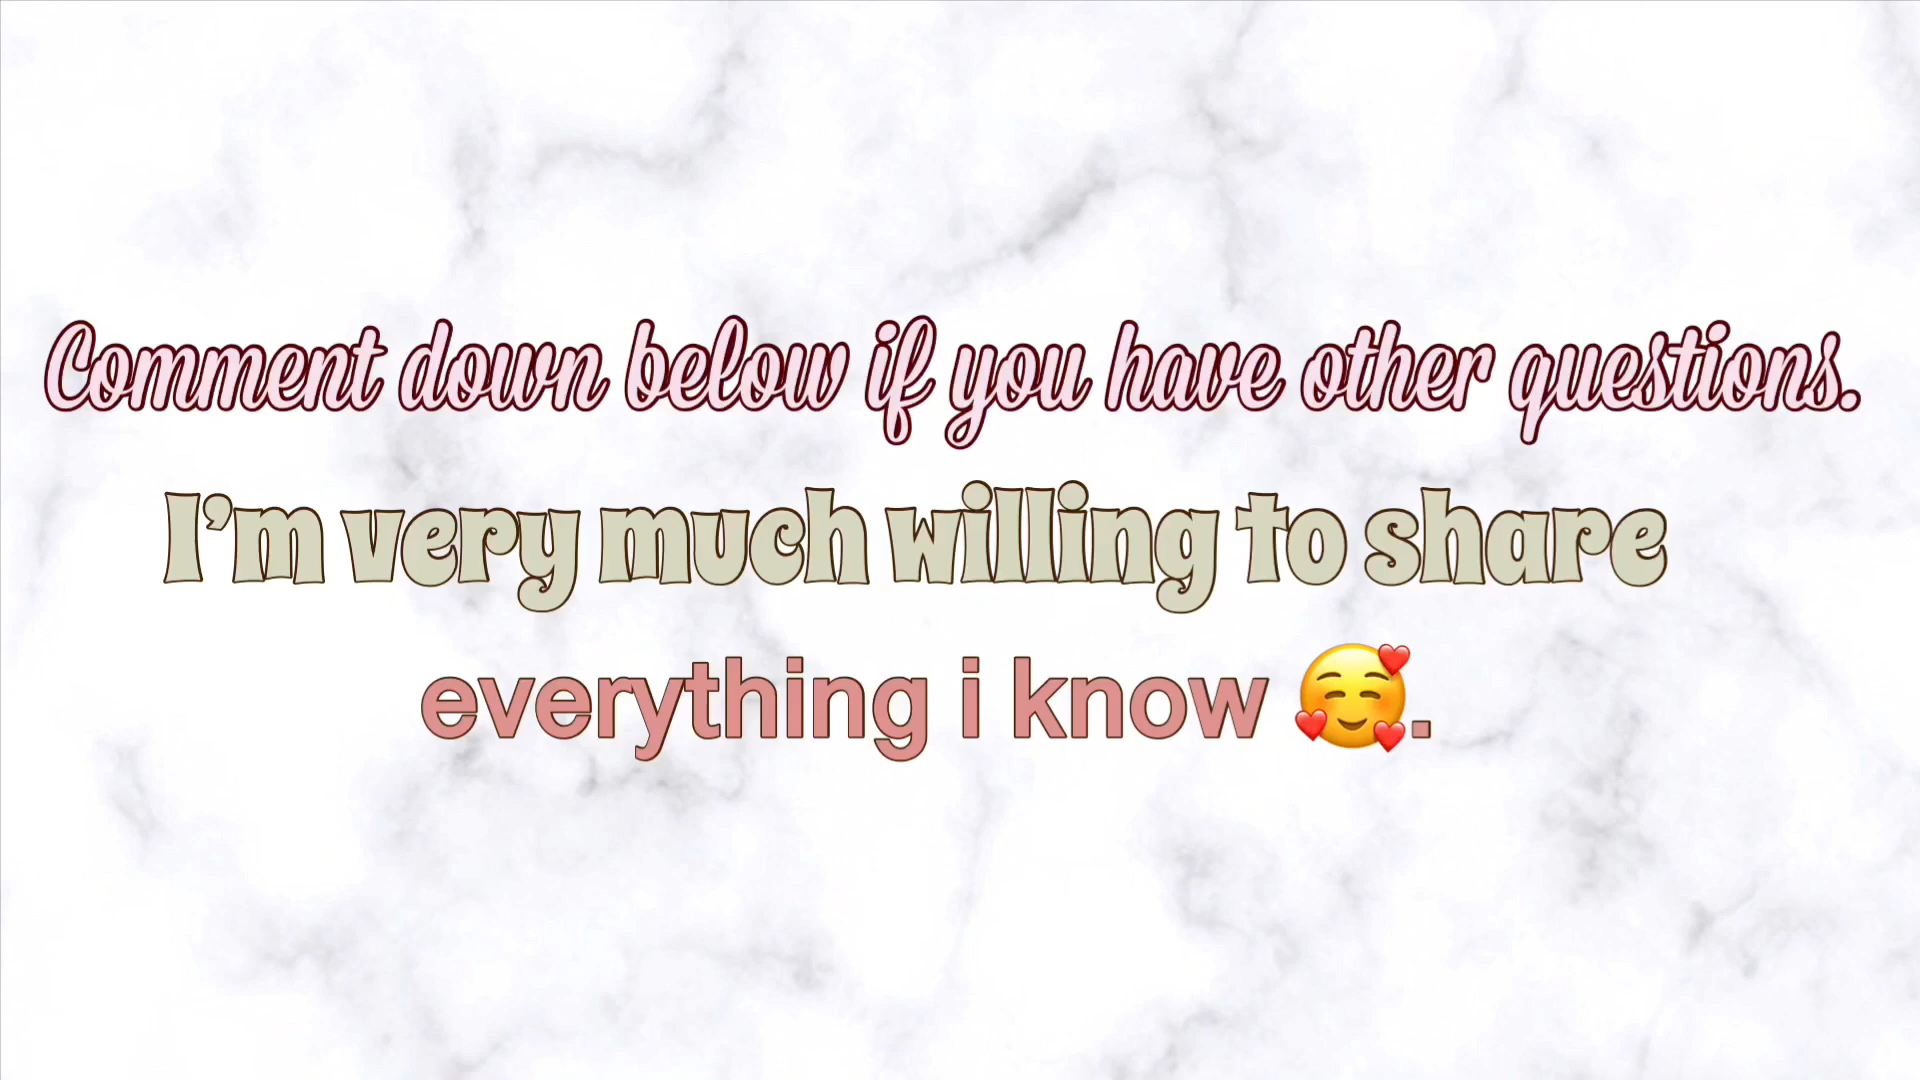 Comment down below if you have other questions.
I'm very much willing to share
everything i know 🥰.